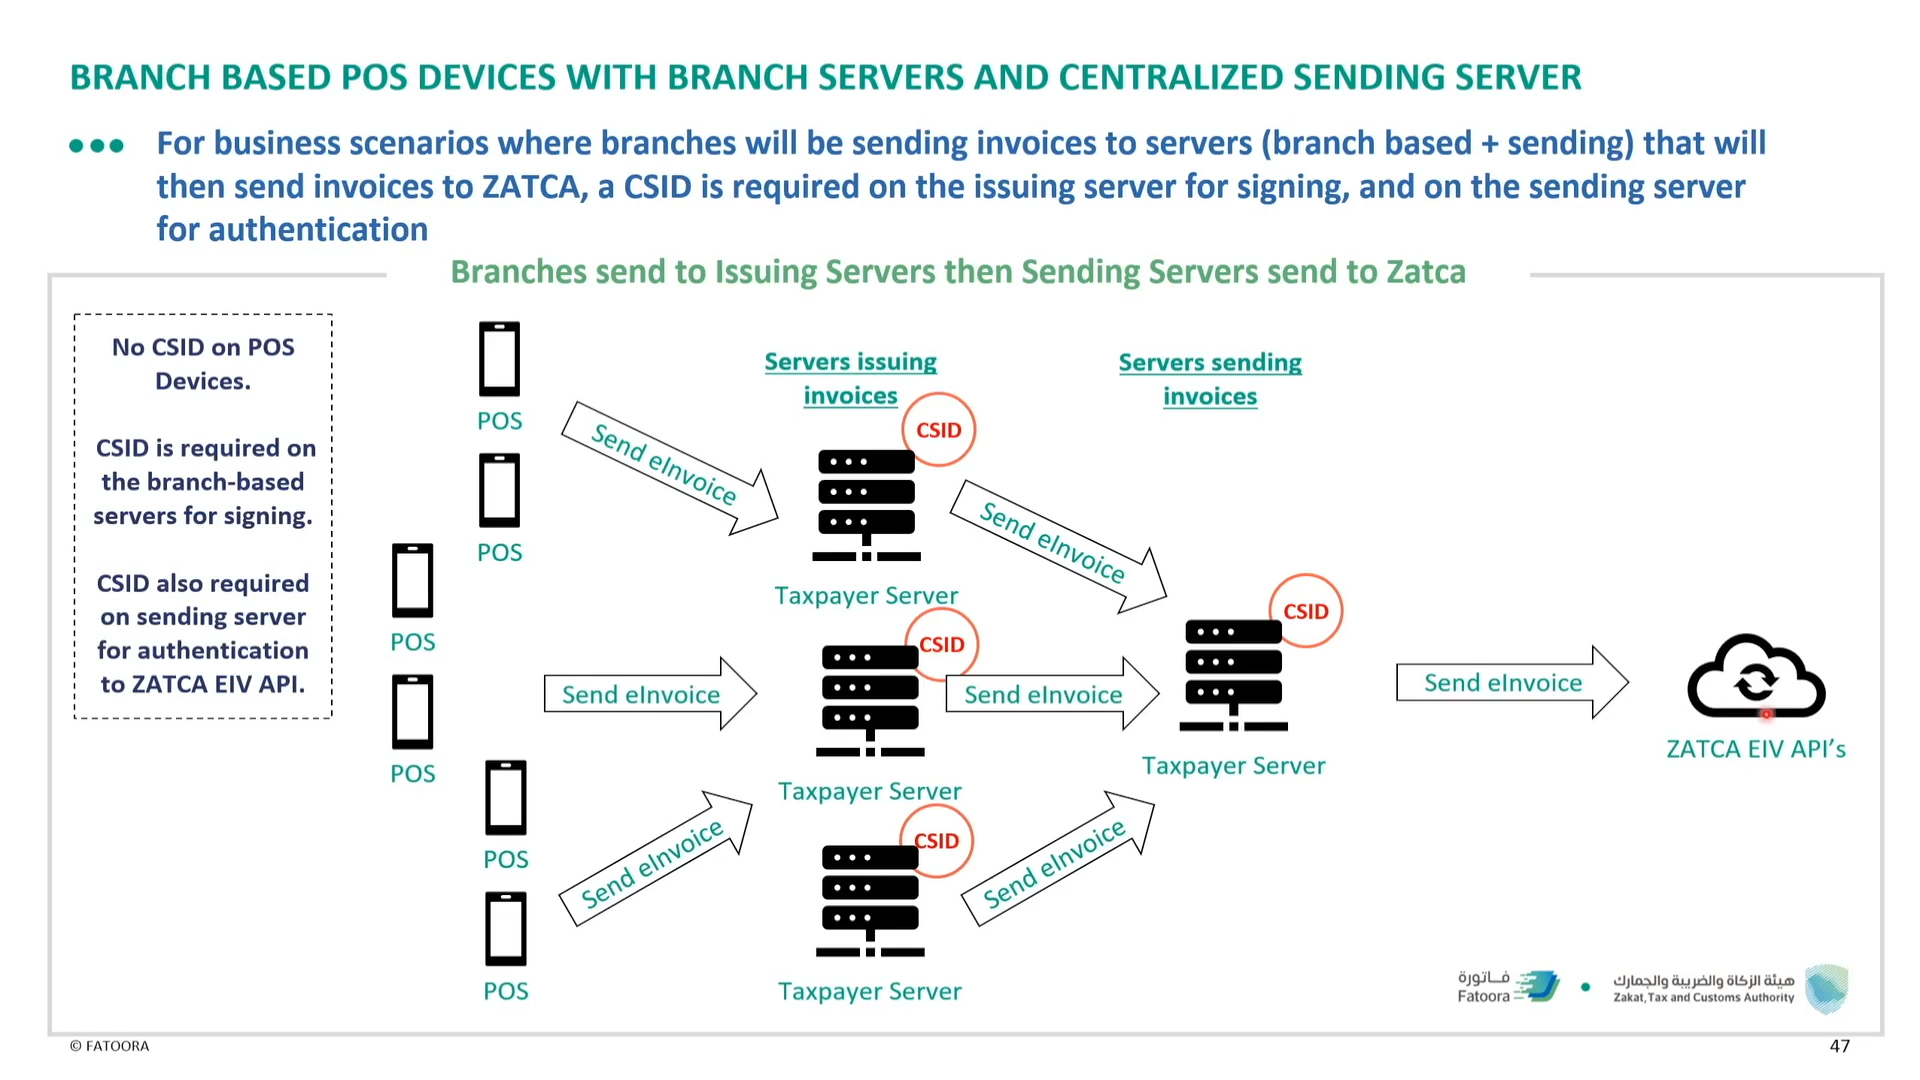 BRANCH BASED POS DEVICES WITH BRANCH SERVERS AND CENTRALIZED SENDING SERVER
For business scenarios where branches will be sending invoices to servers (branch based + sending) that will
then send invoices to ZATCA, a CSID is required on the issuing server for signing, and on the sending server
for authentication
Branches send to Issuing Servers then Sending Servers send to Zatca
No CSID on POS
Devices.
CSID is required on
the branch-based
servers for signing.
CSID also required
on sending server
for authentication
to ZATCA EIV API.
POS
POS
POS
POS
POS
POS
Send eInvoice
Send eInvoice
Send eInvoice
Servers issuing
invoices
CSID
Taxpayer Server
CSID
Taxpayer Server
CSID
Taxpayer Server
Send eInvoice
Send eInvoice
Send eInvoice
Servers sending
invoices
CSID
Taxpayer Server
Send eInvoice
ZATCA EIV API’s
فـاتورة
Fatoora
هيئة الزكاة والضريبة والجمارك
Zakat, Tax and Customs Authority
© FATOORA
47